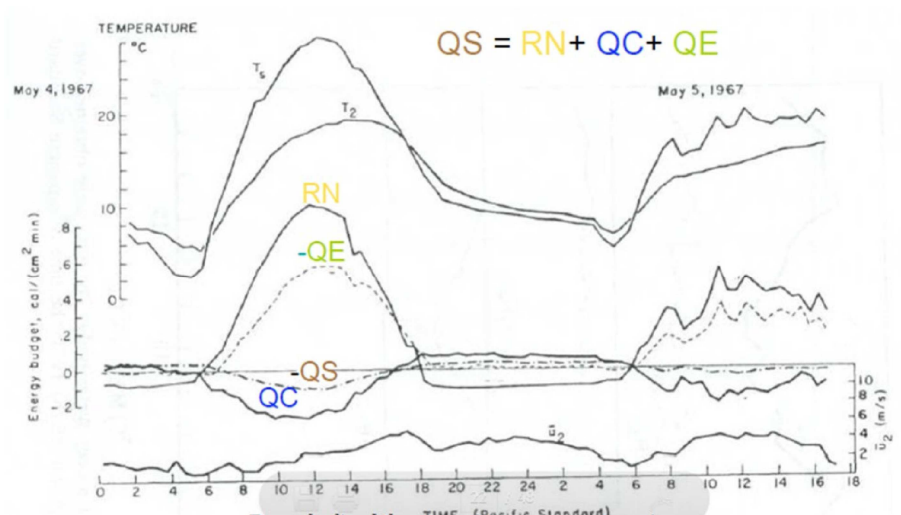 TEMPERATURE
°C
QS = RN+ QC+ QE
May 4, 1967
May 5, 1967
Ts
T2
20
10
0
RN
-QE
-QS
QC
Energy budget, cal/(cm2 min)
8
.6
4
.2
0
- 2
ū2
10
8
6
4
2
ū2 (m/s)
0 2 4 6 8 10 12 14 16 18 20 22 24 2 4 6 8 10 12 14 16 18
TIME (Pacific Standard)